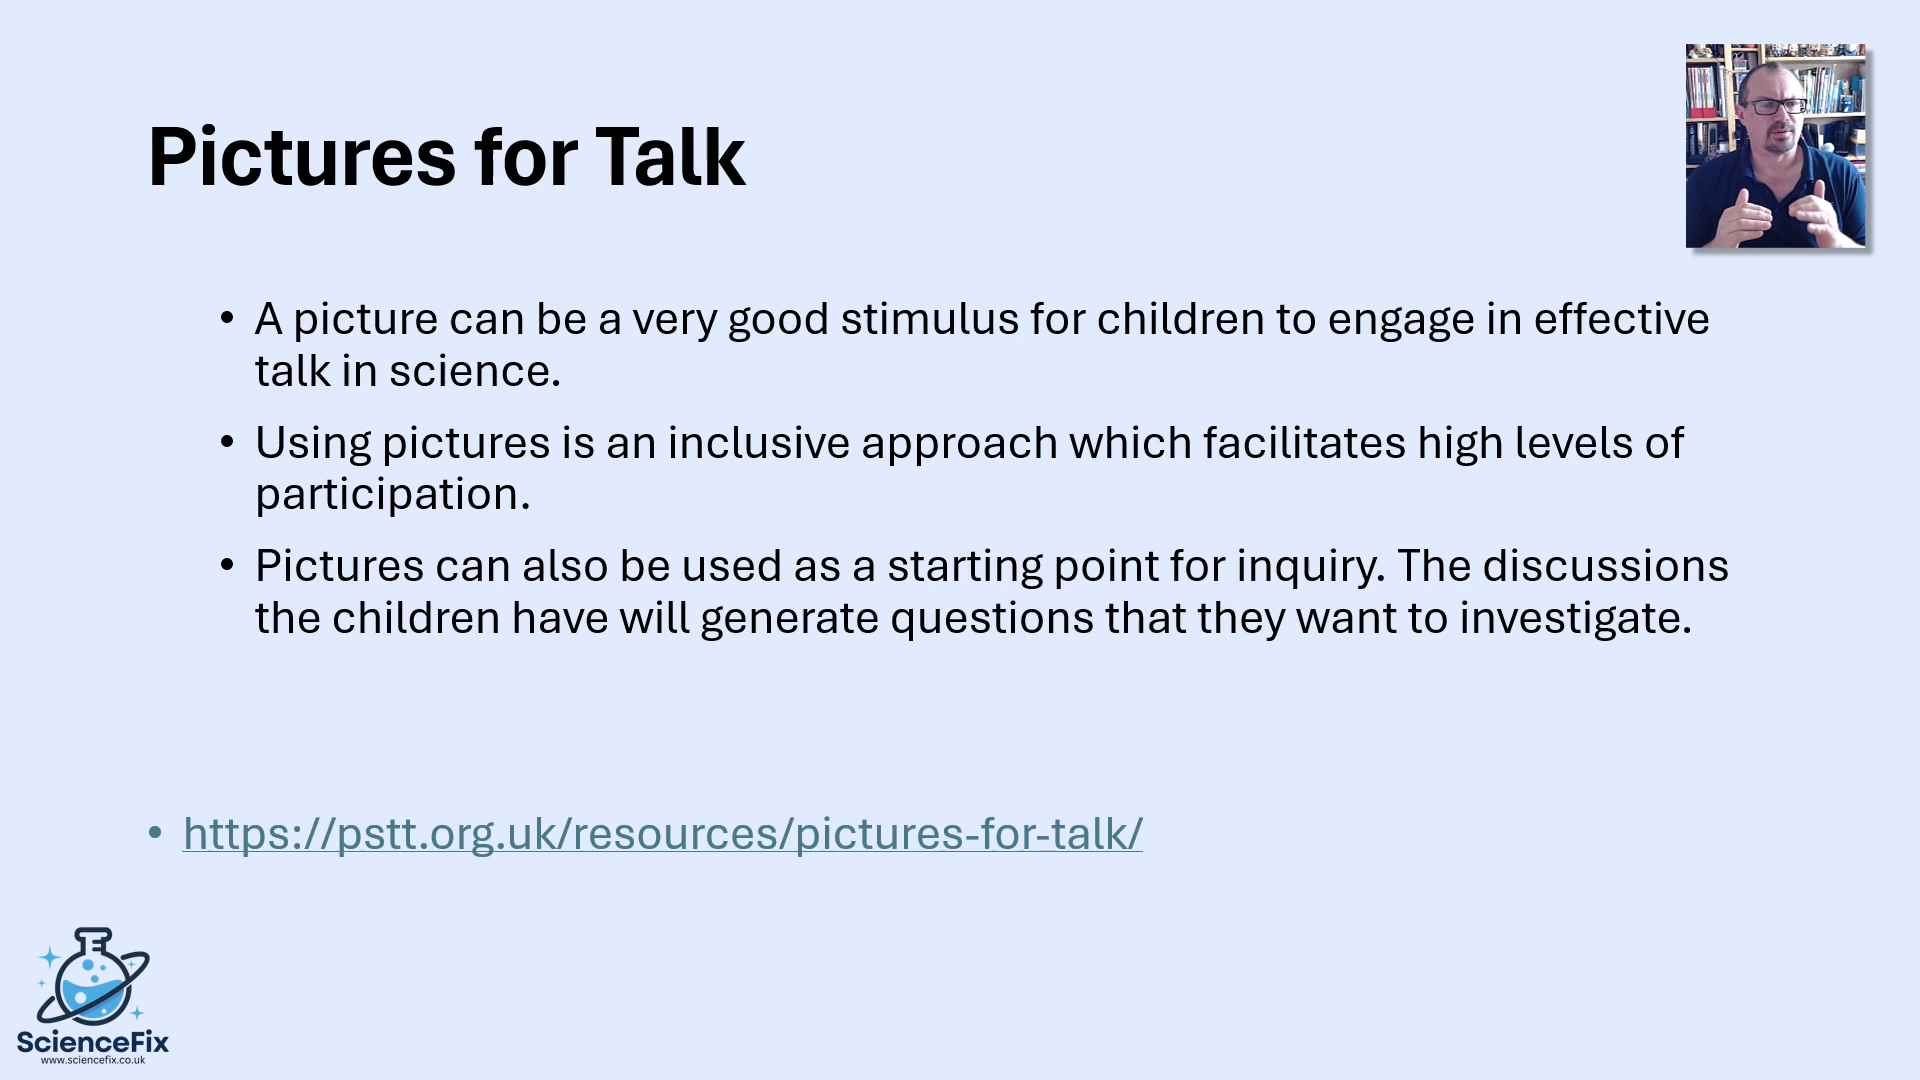 Pictures for Talk
• A picture can be a very good stimulus for children to engage in effective
talk in science.
• Using pictures is an inclusive approach which facilitates high levels of
participation.
• Pictures can also be used as a starting point for inquiry. The discussions
the children have will generate questions that they want to investigate.
• https://pstt.org.uk/resources/pictures-for-talk/
ScienceFix
www.sciencefix.co.uk